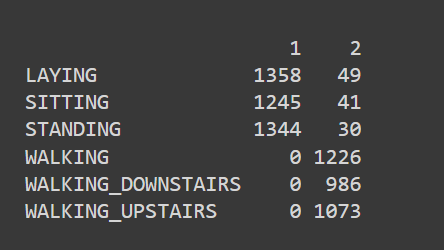 1 2
LAYING 1358 49
SITTING 1245 41
STANDING 1344 30
WALKING 0 1226
WALKING_DOWNSTAIRS 0 986
WALKING_UPSTAIRS 0 1073